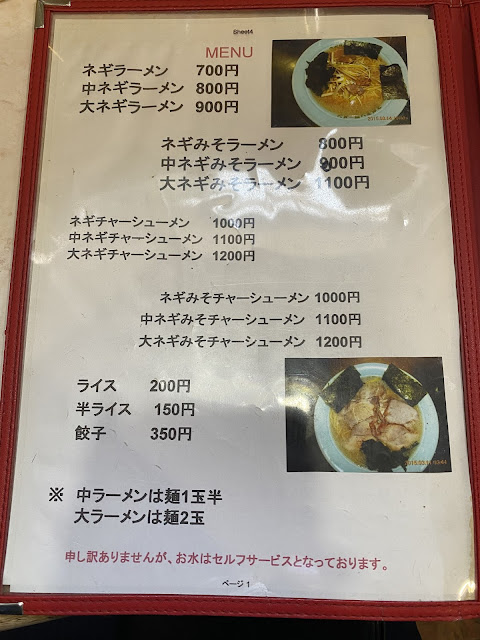 Sheet4
MENU
ネギラーメン 700円
中ネギラーメン 800円
大ネギラーメン 900円
ネギみそラーメン 800円
中ネギみそラーメン 900円
大ネギみそラーメン 1100円
ネギチャーシューメン 1000円
中ネギチャーシューメン 1100円
大ネギチャーシューメン 1200円
ネギみそチャーシューメン 1000円
中ネギみそチャーシューメン 1100円
大ネギみそチャーシューメン 1200円
ライス 200円
半ライス 150円
餃子 350円
※ 中ラーメンは麺1玉半
大ラーメンは麺2玉
申し訳ありませんが、お水はセルフサービスとなっております。
ページ 1